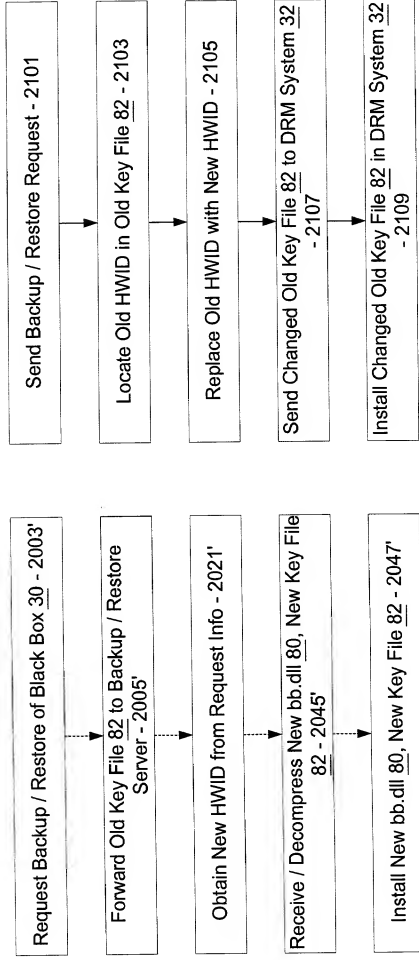 Request Backup / Restore of Black Box 30 - 2003'
Forward Old Key File 82 to Backup / Restore
Server - 2005'
Obtain New HWID from Request Info - 2021'
Receive / Decompress New bb.dll 80, New Key File
82 - 2045'
Install New bb.dll 80, New Key File 82 - 2047'
Send Backup / Restore Request - 2101
Locate Old HWID in Old Key File 82 - 2103
Replace Old HWID with New HWID - 2105
Send Changed Old Key File 82 to DRM System 32
- 2107
Install Changed Old Key File 82 in DRM System 32
- 2109